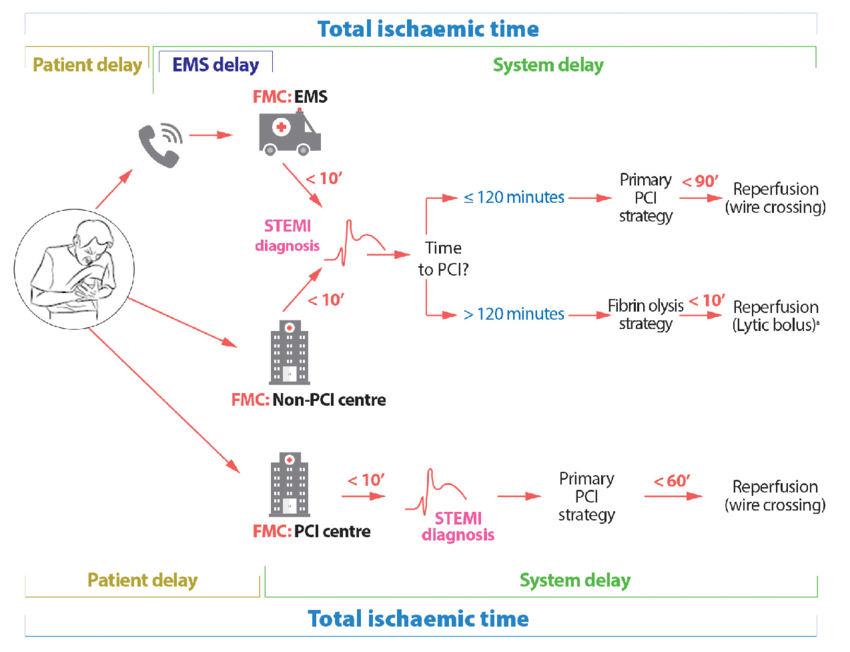 Total ischaemic time
Patient delay
EMS delay
System delay
FMC: EMS
< 10′
STEMI
diagnosis
< 10′
Time
to PCI?
≤ 120 minutes
Primary
PCI
strategy
< 90′
Reperfusion
(wire crossing)
> 120 minutes
Fibrin olysis
strategy
< 10′
Reperfusion
(Lytic bolus)ª
FMC: Non-PCI centre
FMC: PCI centre
< 10′
STEMI
diagnosis
Primary
PCI
strategy
< 60′
Reperfusion
(wire crossing)
Patient delay
System delay
Total ischaemic time